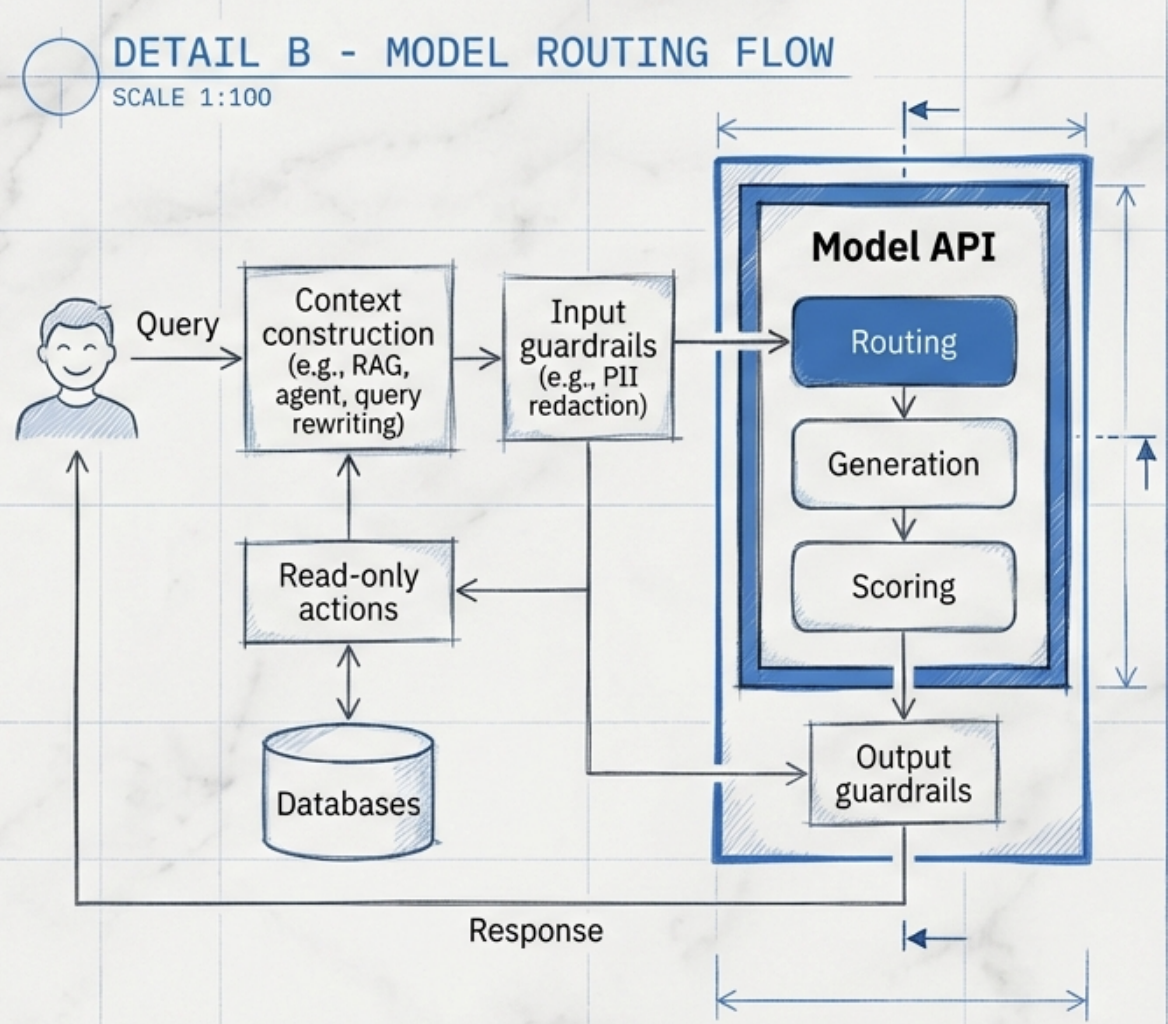 DETAIL B - MODEL ROUTING FLOW
SCALE 1:100
Query
Context
construction
(e.g., RAG,
agent, query
rewriting)
Input
guardrails
(e.g., PII
redaction)
Model API
Routing
Generation
Scoring
Read-only
actions
Databases
Output
guardrails
Response